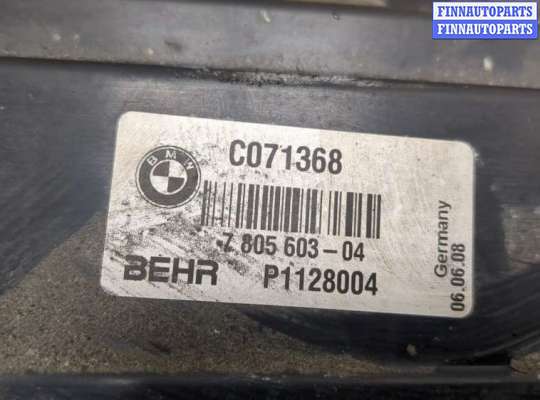 FINNAUTOPARTS
FINNAUTOPARTS
BMW
C071368
7 805 603-04
BEHR P1128004
Germany
06.06.08